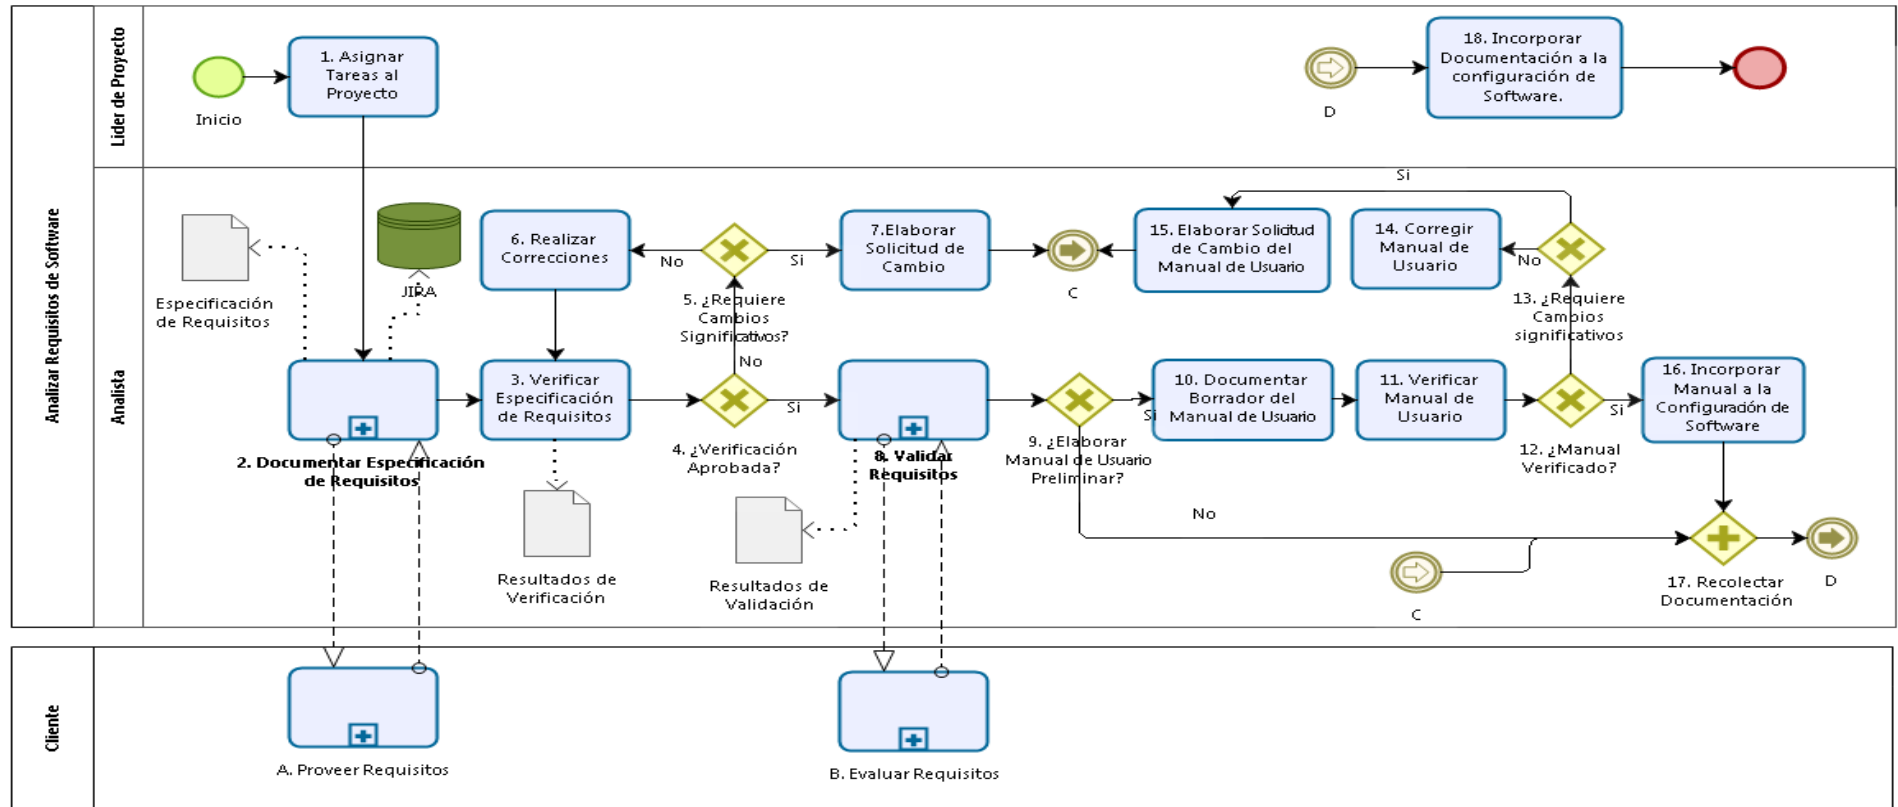 Analizar Requisitos de Software
Lider de Proyecto
Inicio
1. Asignar
Tareas al
Proyecto
D
18. Incorporar
Documentación a la
configuración de
Software.
Analista
Especificación
de Requisitos
JIRA
2. Documentar Especificación
de Requisitos
6. Realizar
Correcciones
3. Verificar
Especificación
de Requisitos
Resultados de
Verificación
No
Si
5. ¿Requiere
Cambios
Significativos?
No
Si
4. ¿Verificación
Aprobada?
7.Elaborar
Solicitud de
Cambio
C
8. Validar
Requisitos
Resultados de
Validación
9. ¿Elaborar
Manual de Usuario
Preliminar?
Si
No
10. Documentar
Borrador del
Manual de Usuario
11. Verificar
Manual de
Usuario
12. ¿Manual
Verificado?
Si
13. ¿Requiere
Cambios
significativos
No
Si
14. Corregir
Manual de
Usuario
15. Elaborar Solicitud
de Cambio del
Manual de Usuario
16. Incorporar
Manual a la
Configuración de
Software
C
17. Recolectar
Documentación
D
Cliente
A. Proveer Requisitos
B. Evaluar Requisitos